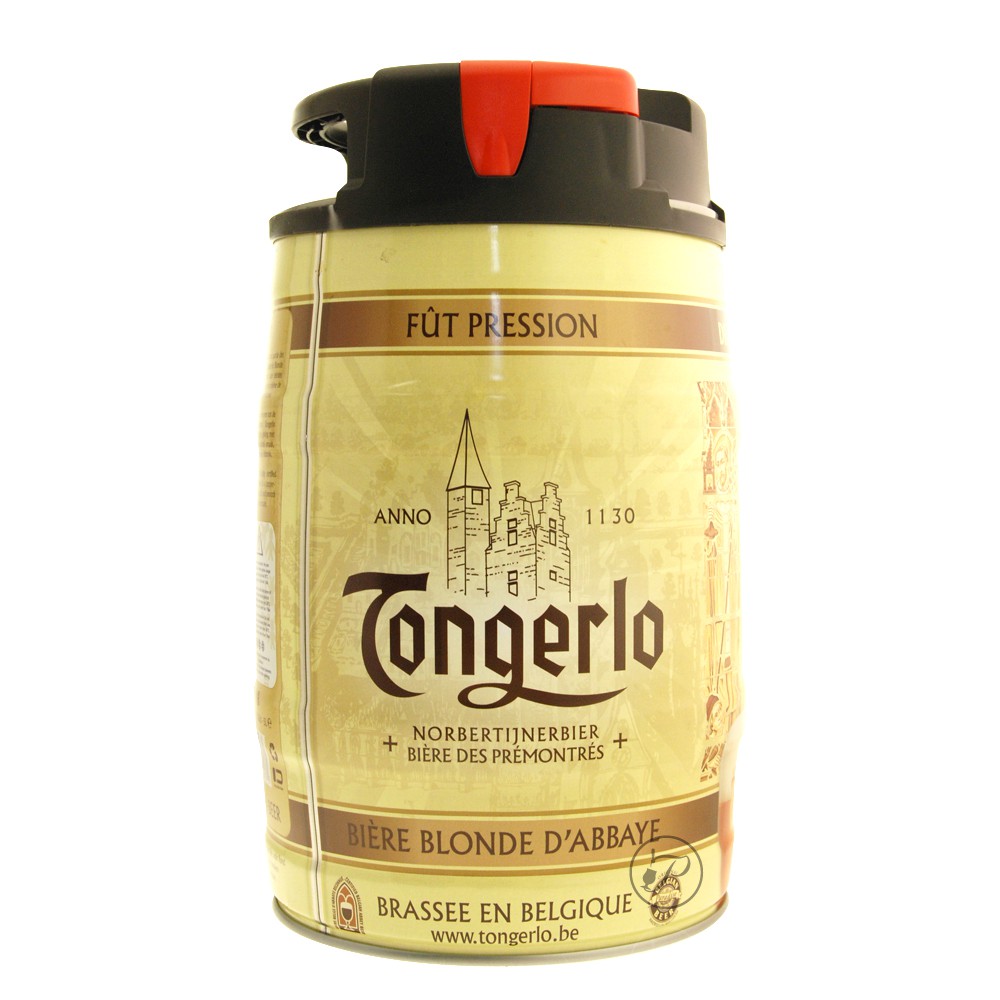 FÛT PRESSION
ANNO 1130
Tongerlo
NORBERTIJNERBIER
+ BIÈRE DES PRÉMONTRÉS +
BIÈRE BLONDE D'ABBAYE
BRASSEE EN BELGIQUE
www.tongerlo.be